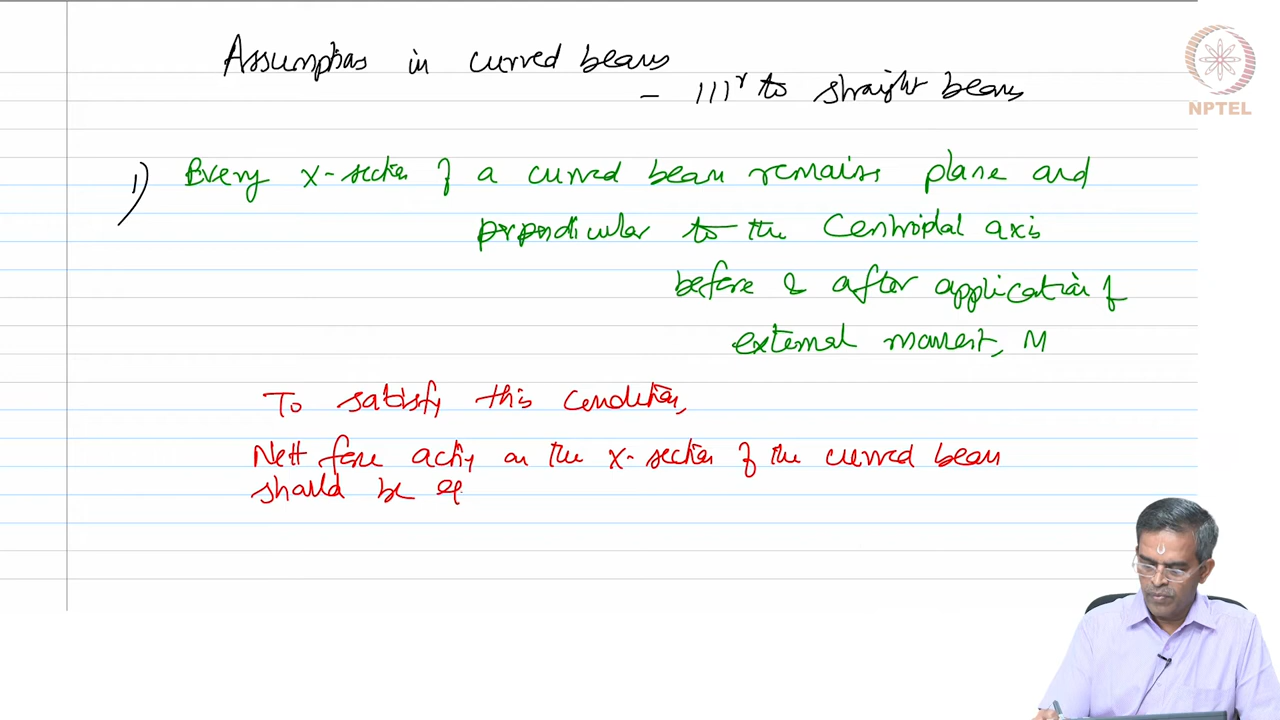 Assumptios in curved beams
- |||r to straight beams
NPTEL
1) Every x-section of a curved beam remains plane and
perpendicular to the Centroidal axis
before & after application of
external moment, M
To satisfy this condition,
Nett force acting on the x-section of the curved beam
should be eq